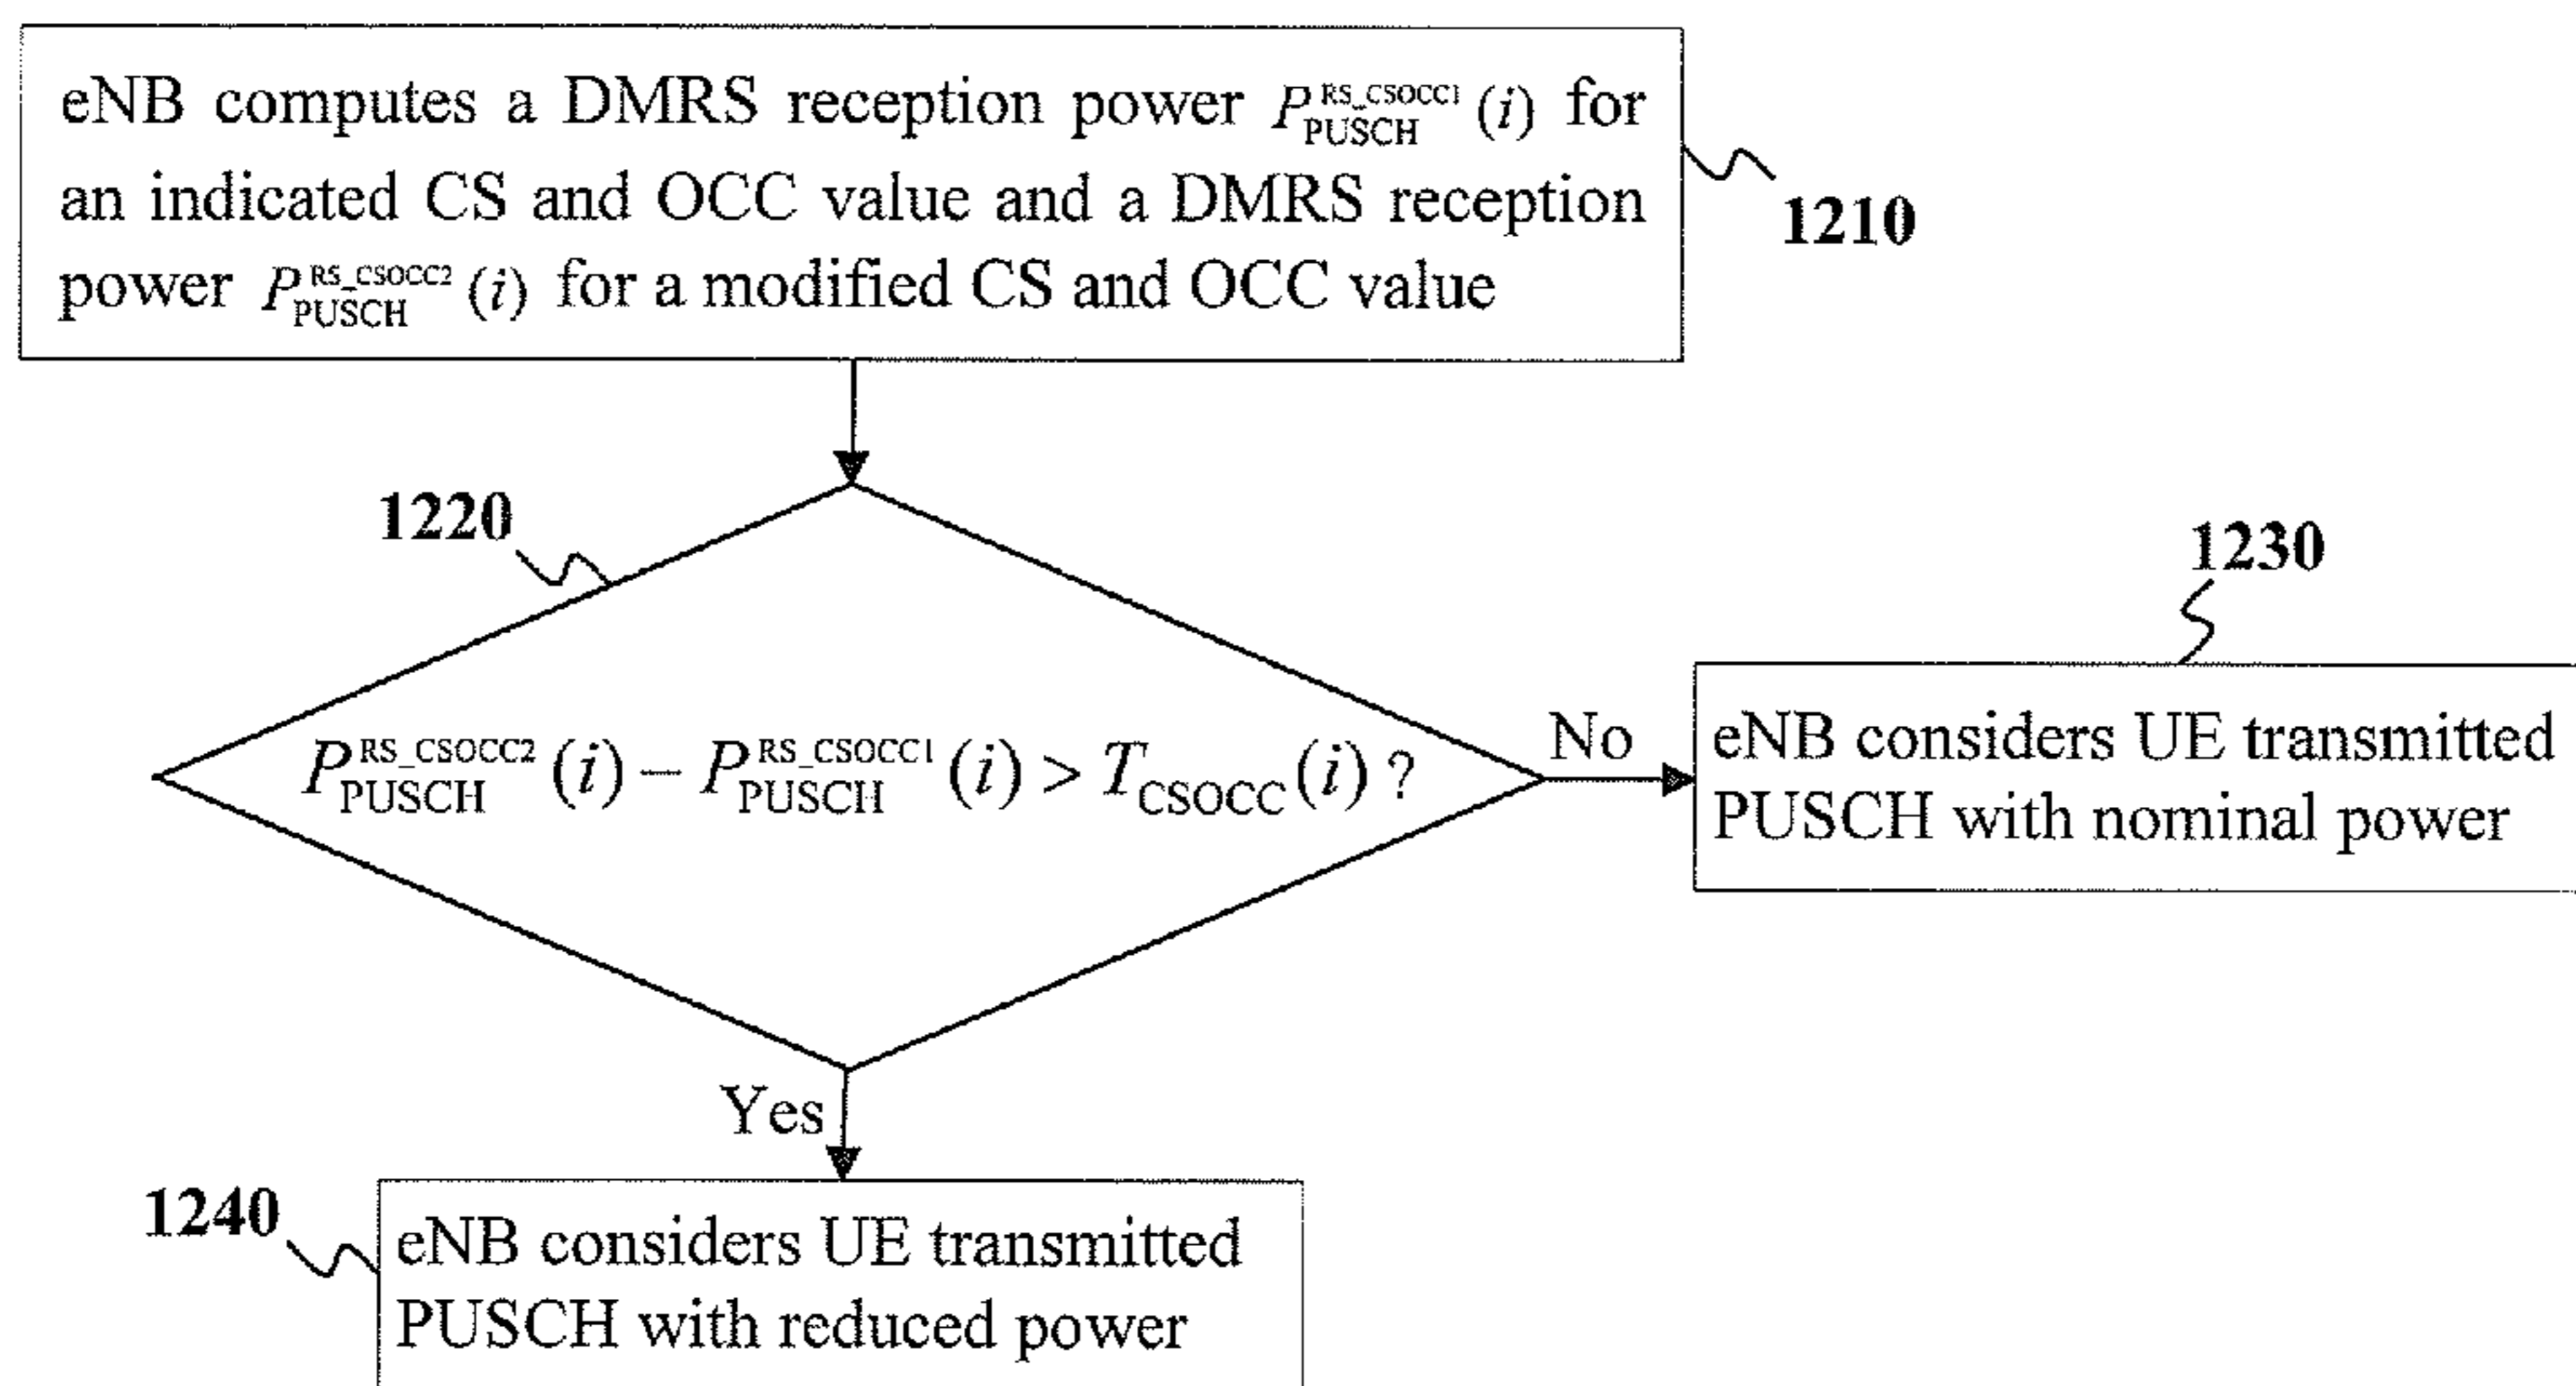 eNB computes a DMRS reception power P_PUSCH^RS_CSOCC1 (i) for
an indicated CS and OCC value and a DMRS reception
power P_PUSCH^RS_CSOCC2 (i) for a modified CS and OCC value
1210
1220
1230
P_PUSCH^RS_CSOCC2 (i) – P_PUSCH^RS_CSOCC1 (i) > T_CSOCC (i) ?
No
eNB considers UE transmitted
PUSCH with nominal power
Yes
1240
eNB considers UE transmitted
PUSCH with reduced power